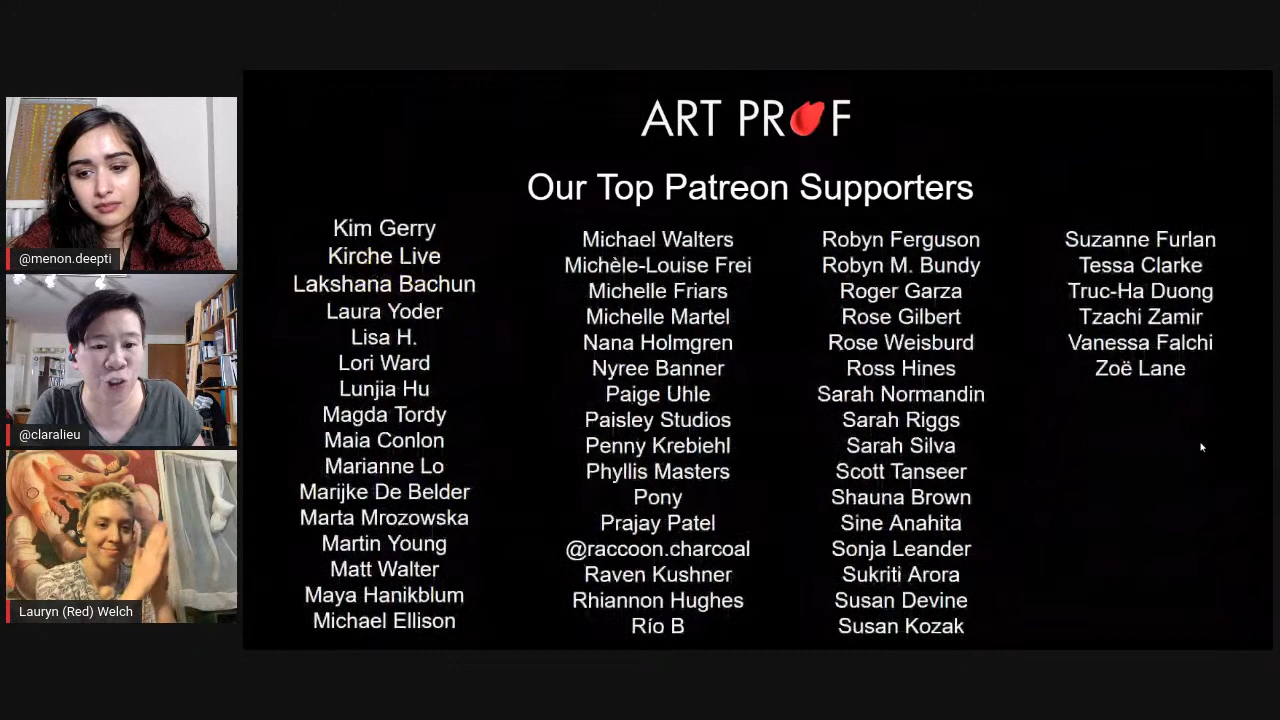 @menon.deepti
@claralieu
Lauryn (Red) Welch
ART PROOF
Our Top Patreon Supporters
Kim Gerry
Kirche Live
Lakshana Bachun
Laura Yoder
Lisa H.
Lori Ward
Lunjia Hu
Magda Tordy
Maia Conlon
Marianne Lo
Marijke De Belder
Marta Mrozowska
Martin Young
Matt Walter
Maya Hanikblum
Michael Ellison
Michael Walters
Michèle-Louise Frei
Michelle Friars
Michelle Martel
Nana Holmgren
Nyree Banner
Paige Uhle
Paisley Studios
Penny Krebiehl
Phyllis Masters
Pony
Prajay Patel
@raccoon.charcoal
Raven Kushner
Rhiannon Hughes
Río B
Robyn Ferguson
Robyn M. Bundy
Roger Garza
Rose Gilbert
Rose Weisburd
Ross Hines
Sarah Normandin
Sarah Riggs
Sarah Silva
Scott Tanseer
Shauna Brown
Sine Anahita
Sonja Leander
Sukriti Arora
Susan Devine
Susan Kozak
Suzanne Furlan
Tessa Clarke
Truc-Ha Duong
Tzachi Zamir
Vanessa Falchi
Zoë Lane